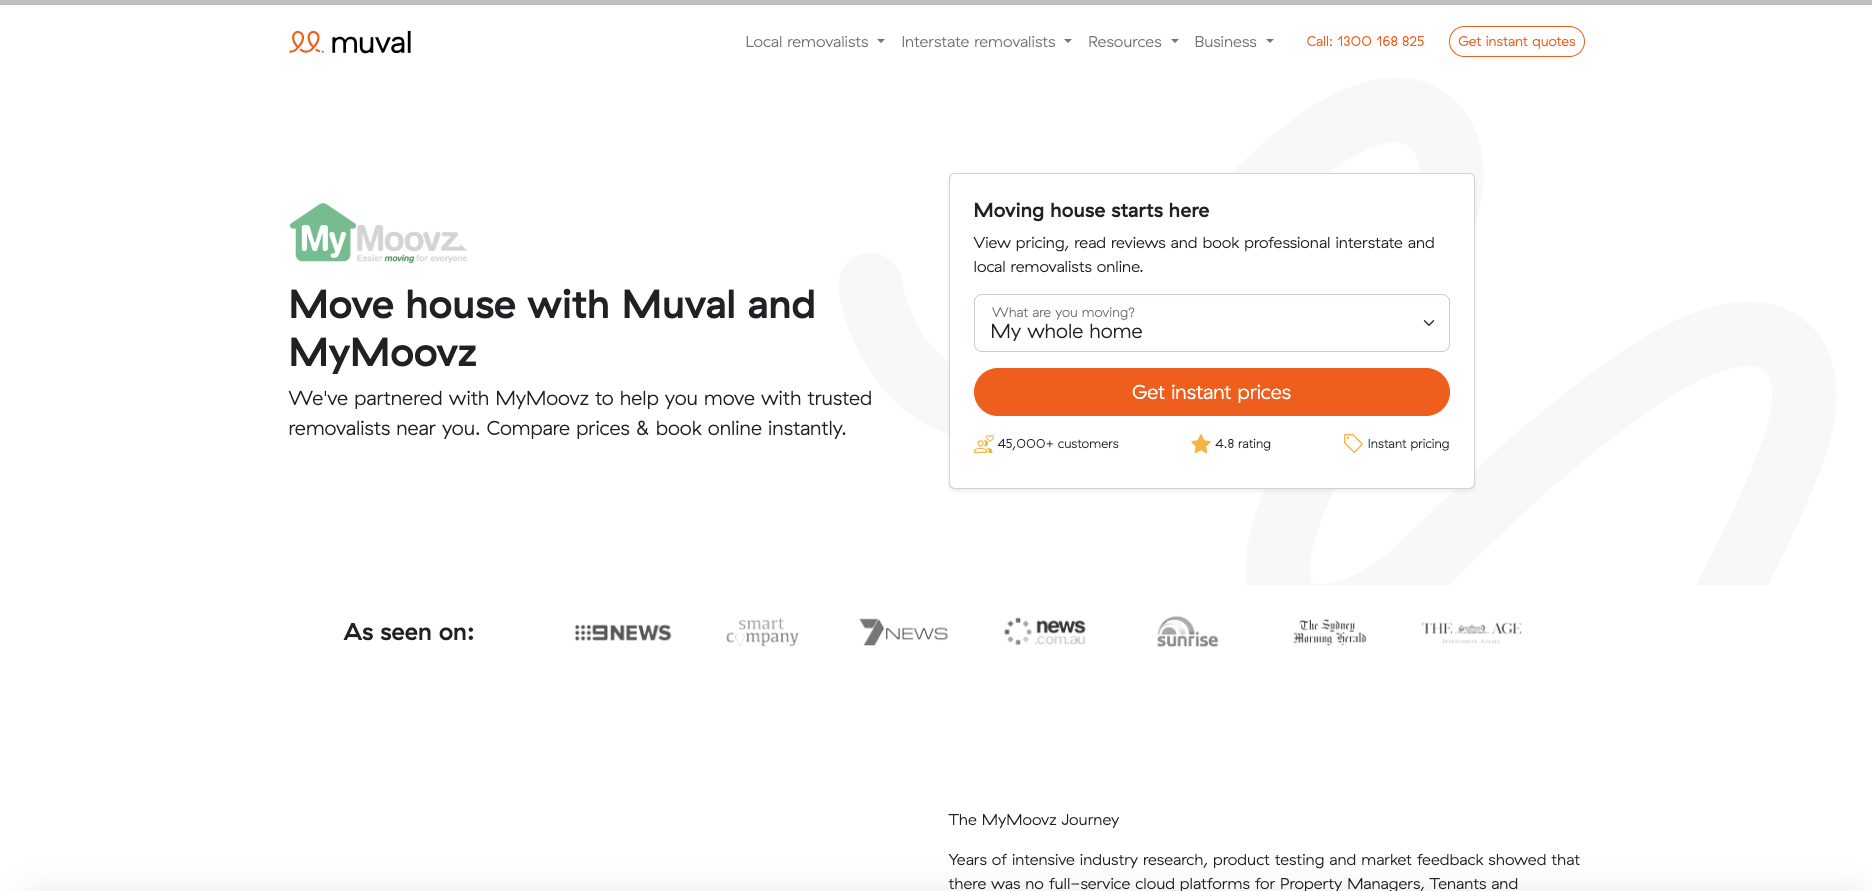 muval
Local removalists
Interstate removalists
Resources
Business
Call: 1300 168 825
Get instant quotes
My Moovz.
Easier moving for everyone
Move house with Muval and
MyMoovz
We've partnered with MyMoovz to help you move with trusted
removalists near you. Compare prices & book online instantly.
Moving house starts here
View pricing, read reviews and book professional interstate and
local removalists online.
What are you moving?
My whole home
Get instant prices
45,000+ customers
4.8 rating
Instant pricing
As seen on:
9NEWS
smart
company
7NEWS
news
.com.au
sunrise
The Sydney
Morning Herald
THE AGE
The MyMoovz Journey
Years of intensive industry research, product testing and market feedback showed that
there was no full-service cloud platforms for Property Managers, Tenants and